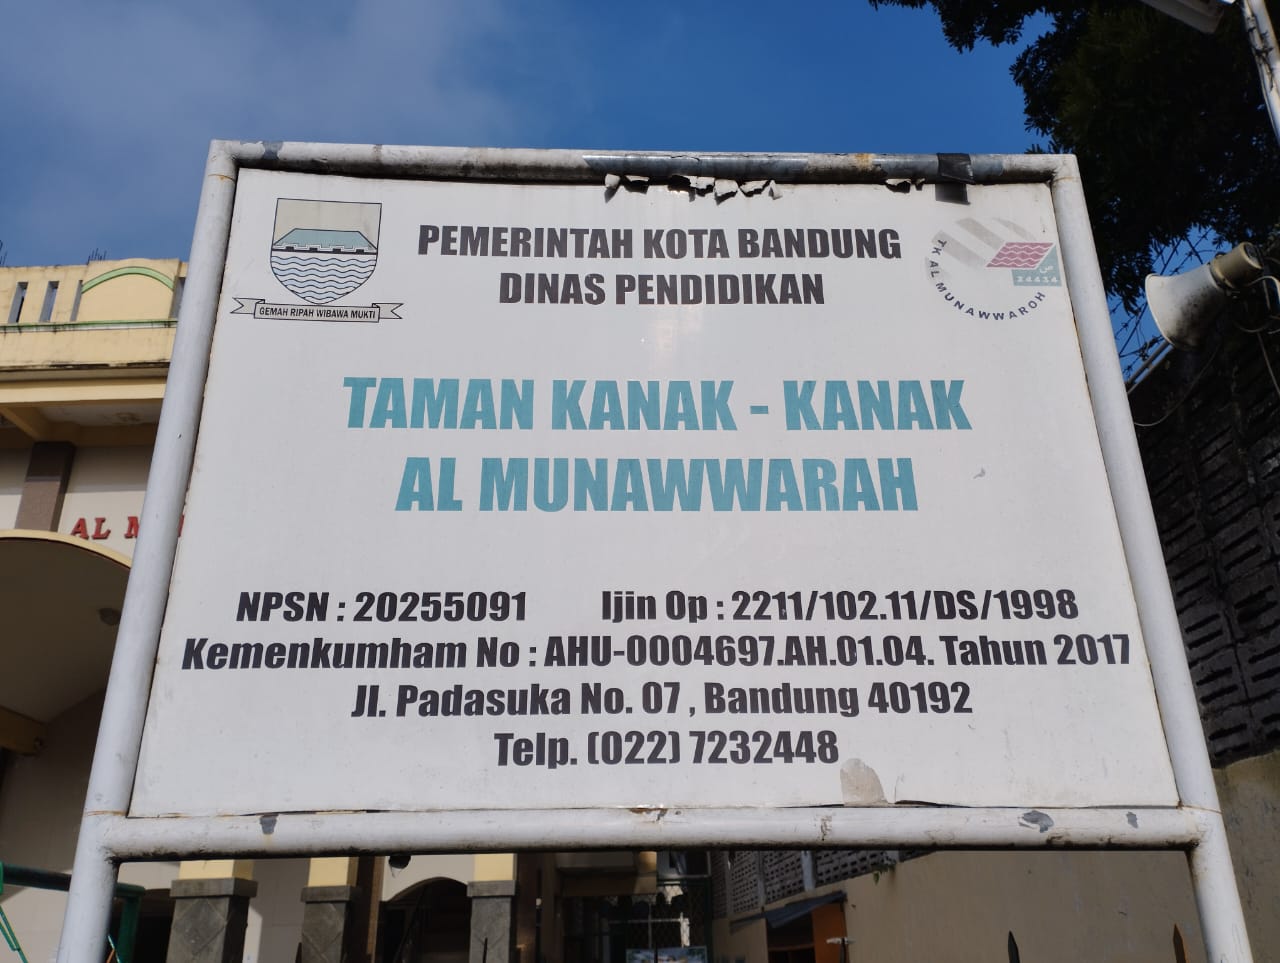 PEMERINTAH KOTA BANDUNG
DINAS PENDIDIKAN
GEMAH RIPAH WIBAWA MUKTI
TK AL MUNAWWAROH
24434
TAMAN KANAK - KANAK
AL MUNAWWARAH
NPSN : 20255091 Ijin Op : 2211/102.11/DS/1998
Kemenkumham No : AHU-0004697.AH.01.04. Tahun 2017
Jl. Padasuka No. 07 , Bandung 40192
Telp. (022) 7232448
AL